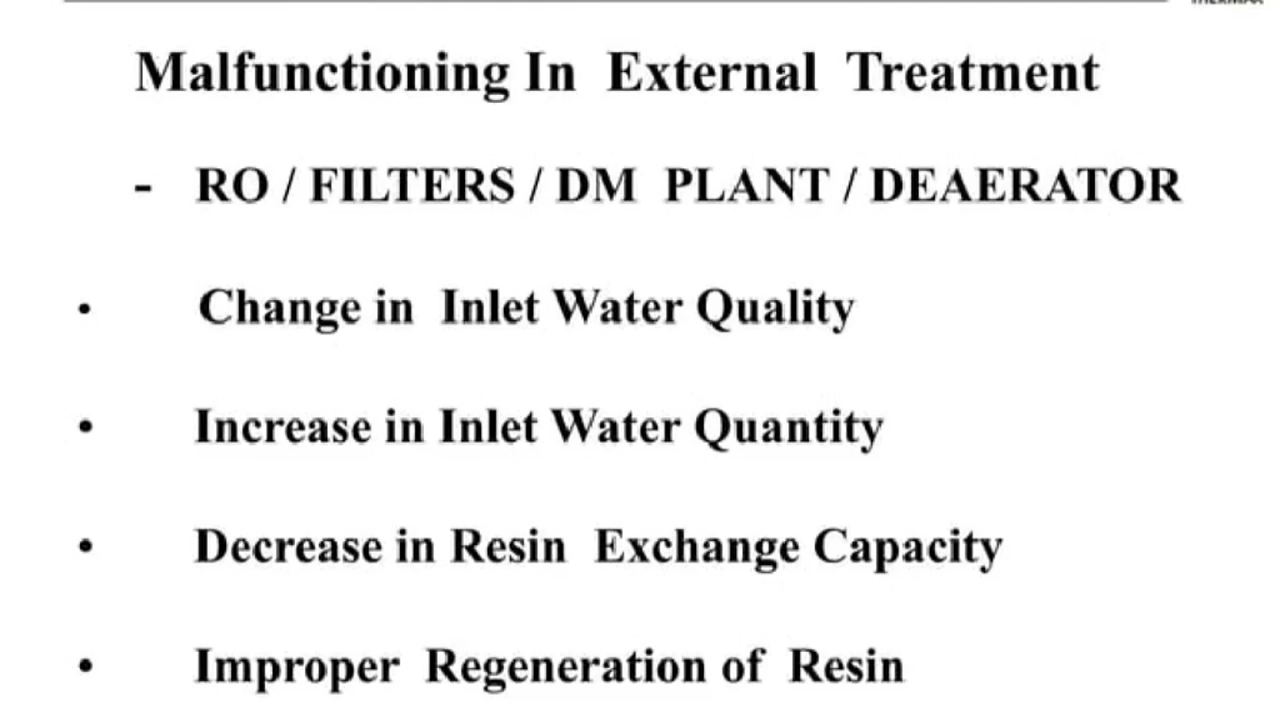 Malfunctioning In External Treatment
- RO / FILTERS / DM PLANT / DEAERATOR
• Change in Inlet Water Quality
• Increase in Inlet Water Quantity
• Decrease in Resin Exchange Capacity
• Improper Regeneration of Resin